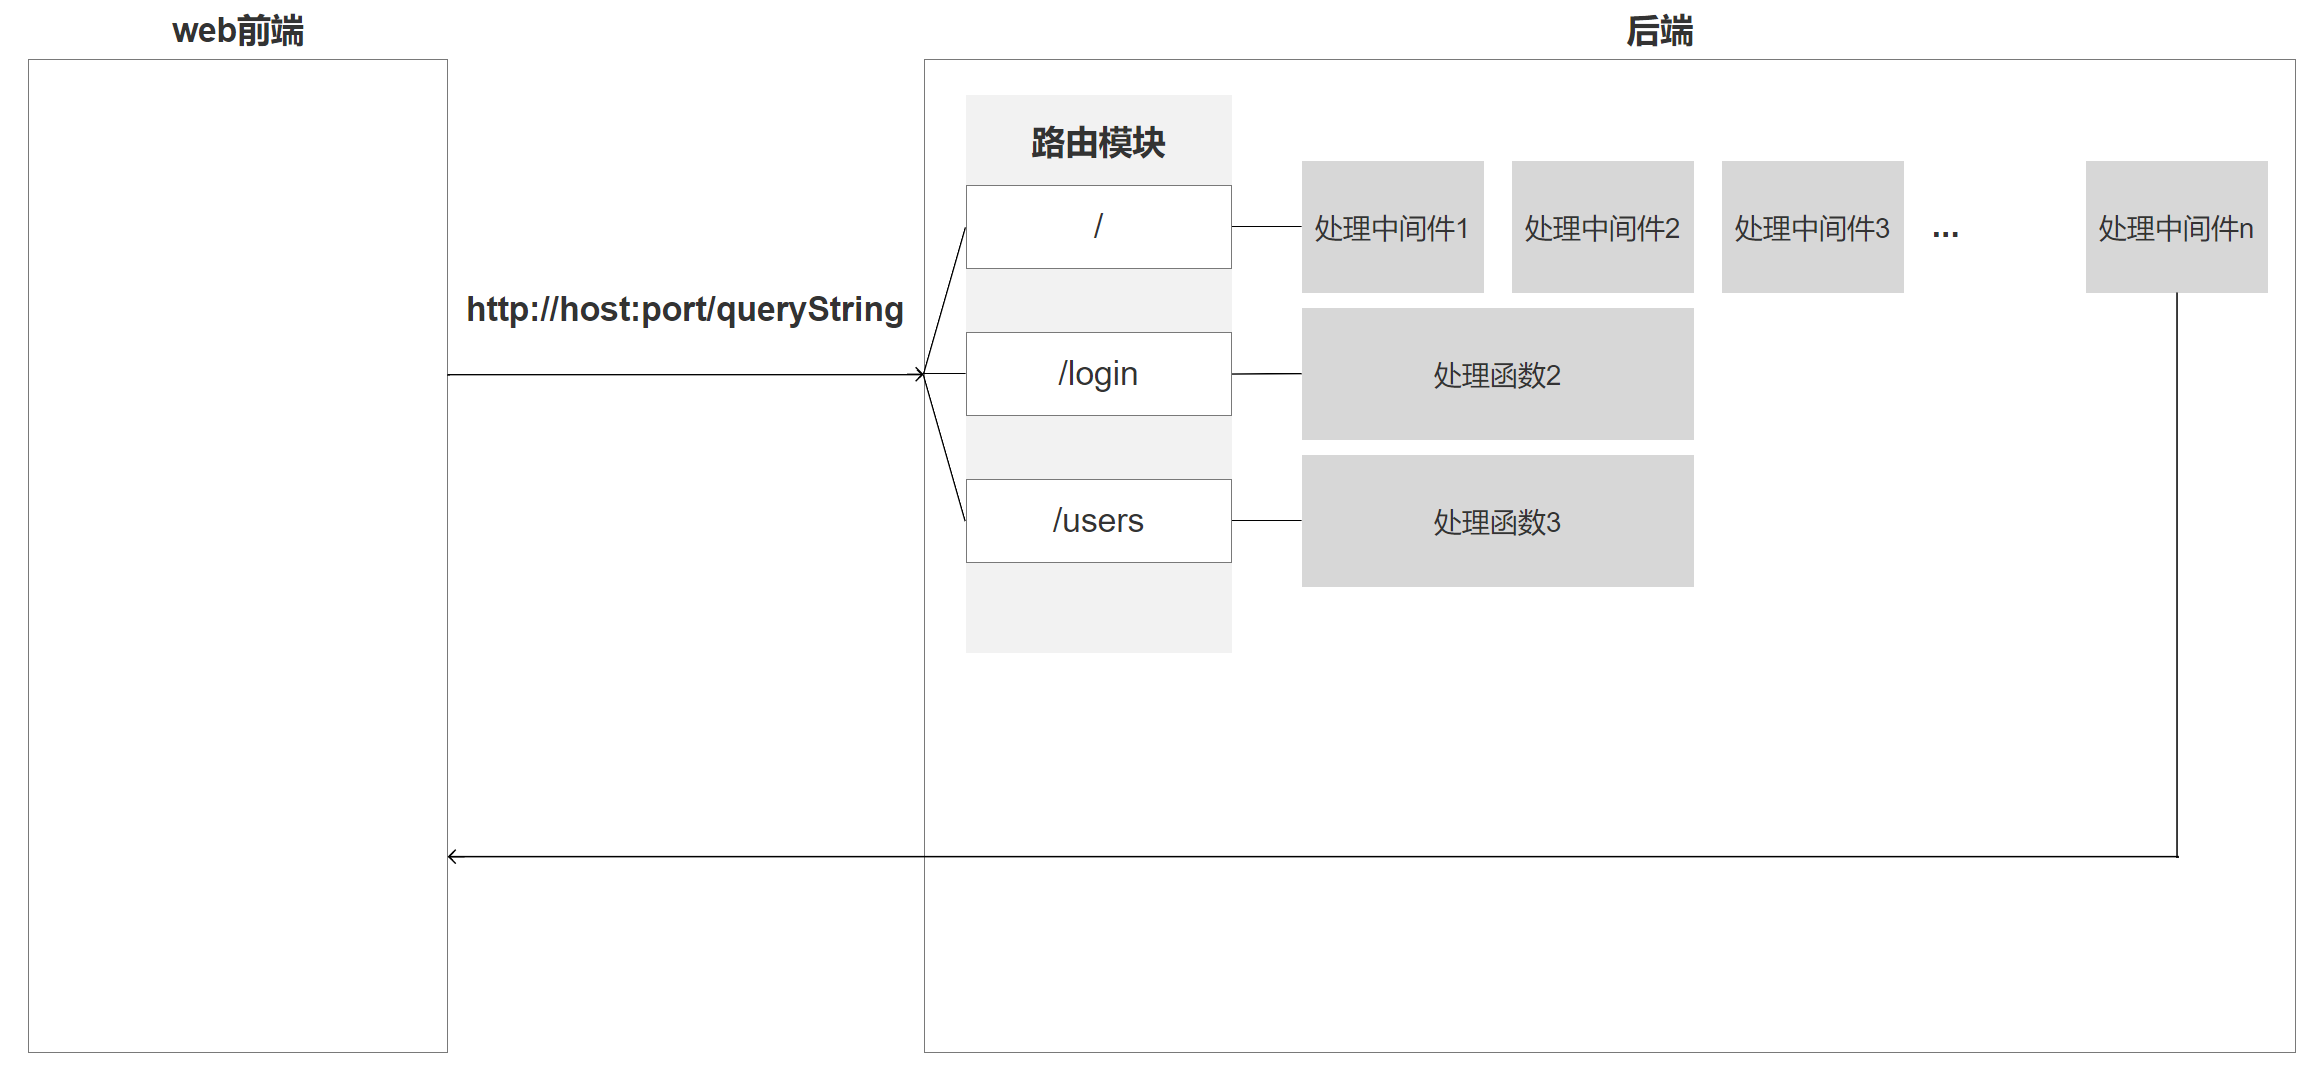 web前端
后端
路由模块
/
处理中间件1
处理中间件2
处理中间件3
...
处理中间件n
http://host:port/queryString
/login
处理函数2
/users
处理函数3